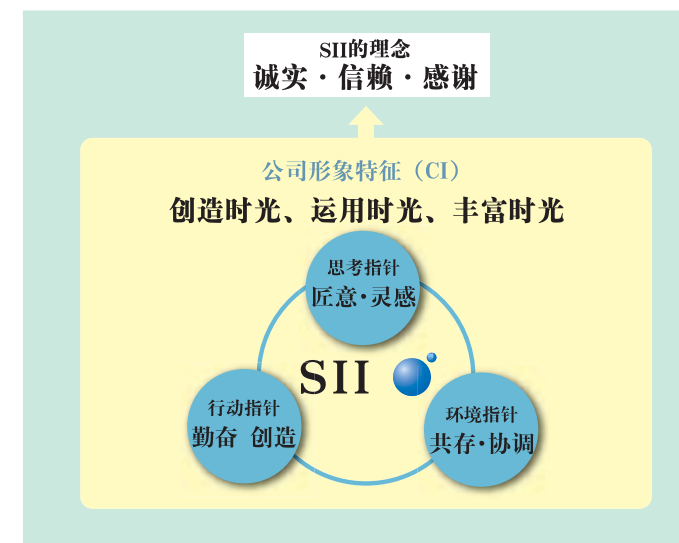 SII的理念
诚实・信赖・感谢
公司形象特征（CI）
创造时光、运用时光、丰富时光
思考指针
匠意・灵感
SII
行动指针
勤奋 创造
环境指针
共存・协调